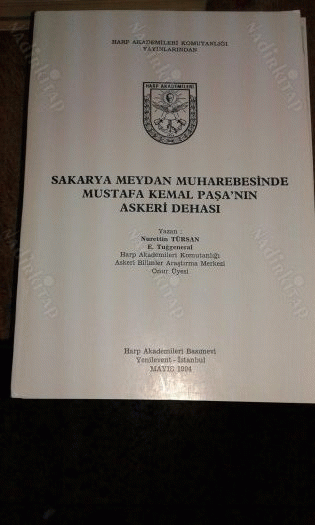 HARP AKADEMİLERİ KOMUTANLIĞI
YAYINLARINDAN
HARP AKADEMİLERİ
SAKARYA MEYDAN MUHAREBESİNDE
MUSTAFA KEMAL PAŞA'NIN
ASKERİ DEHASI
Yazan :
Nurettin TÜRSAN
E. Tuğgeneral
Harp Akademileri Komutanlığı
Askeri Bilimler Araştırma Merkezi
Onur Üyesi
Harp Akademileri Basımevi
Yenilevent - İstanbul
MAYIS 1994